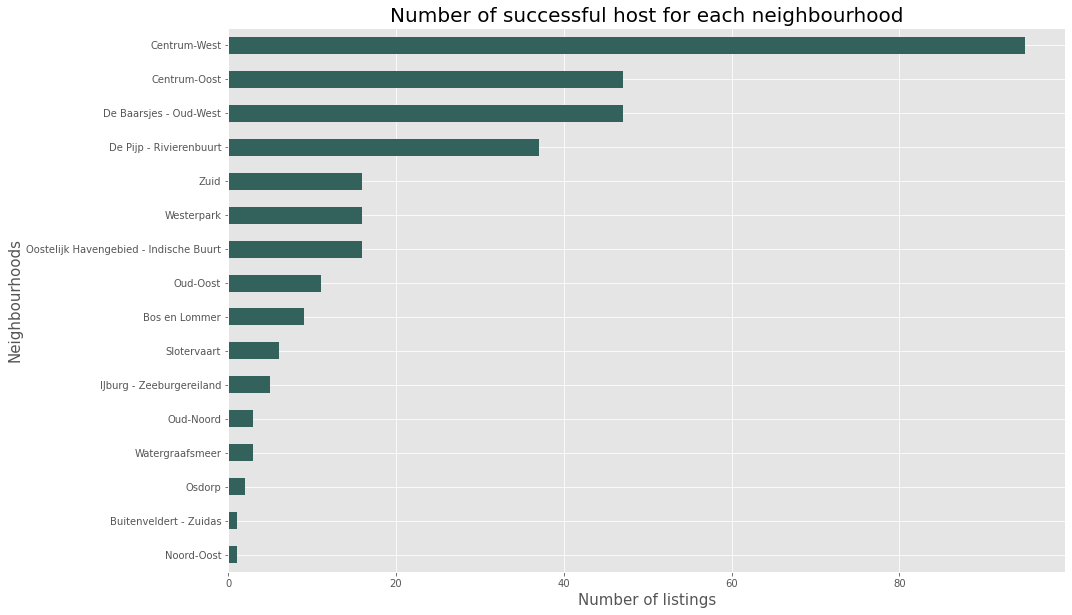 Number of successful host for each neighbourhood
Centrum-West
Centrum-Oost
De Baarsjes - Oud-West
De Pijp - Rivierenbuurt
Zuid
Westerpark
Oostelijk Havengebied - Indische Buurt
Oud-Oost
Bos en Lommer
Slotervaart
IJburg - Zeeburgereiland
Oud-Noord
Watergraafsmeer
Osdorp
Buitenveldert - Zuidas
Noord-Oost
Neighbourhoods
0 20 40 60 80
Number of listings